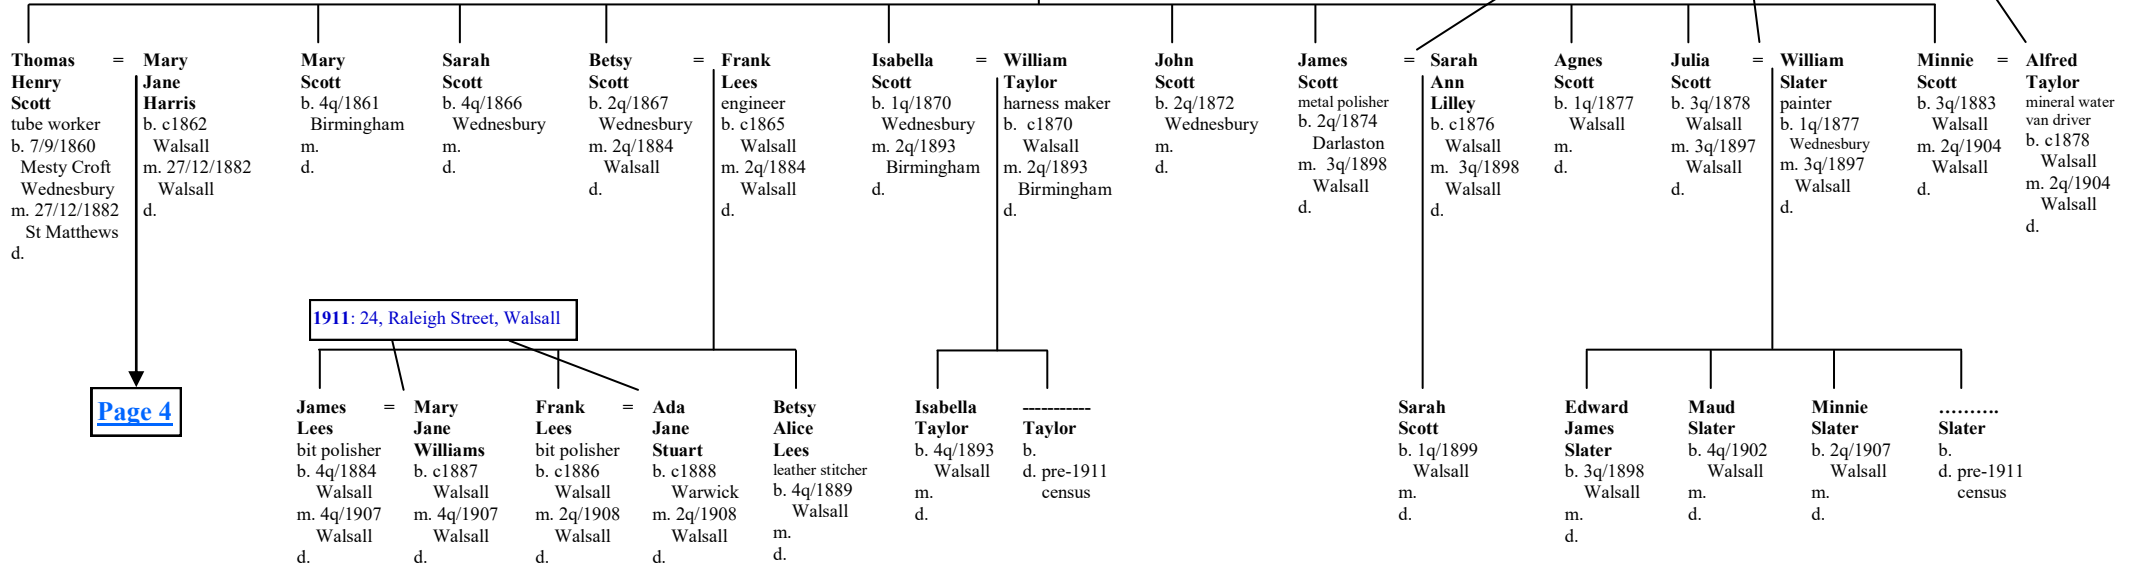 Thomas = Mary
Henry Jane
Scott Harris
tube worker b. c1862
b. 7/9/1860 Walsall
Mesty Croft m. 27/12/1882
Wednesbury Walsall
m. 27/12/1882 d.
St Matthews
d.
Mary
Scott
b. 4q/1861
Birmingham
m.
d.
Sarah
Scott
b. 4q/1866
Wednesbury
m.
d.
Betsy = Frank
Scott Lees
b. 2q/1867 engineer
Wednesbury b. c1865
m. 2q/1884 Walsall
Walsall m. 2q/1884
d. Walsall
d.
Isabella = William
Scott Taylor
b. 1q/1870 harness maker
Wednesbury b. c1870
m. 2q/1893 Walsall
Birmingham m. 2q/1893
d. Birmingham
d.
John
Scott
b. 2q/1872
Wednesbury
m.
d.
James = Sarah
Scott Ann
metal polisher Lilley
b. 2q/1874 b. c1876
Darlaston Walsall
m. 3q/1898 m. 3q/1898
Walsall Walsall
d. d.
Agnes
Scott
b. 1q/1877
Walsall
m.
d.
Julia = William
Scott Slater
b. 3q/1878 painter
Walsall b. 1q/1877
m. 3q/1897 Wednesbury
Walsall m. 3q/1897
d. Walsall
d.
Minnie = Alfred
Scott Taylor
b. 3q/1883 mineral water
Walsall van driver
m. 2q/1904 b. c1878
Walsall Walsall
d. m. 2q/1904
Walsall
d.
1911: 24, Raleigh Street, Walsall
Page 4
James = Mary
Lees Jane
bit polisher Williams
b. 4q/1884 b. c1887
Walsall Walsall
m. 4q/1907 m. 4q/1907
Walsall Walsall
d. d.
Frank = Ada
Lees Jane
bit polisher Stuart
b. c1886 b. c1888
Walsall Warwick
m. 2q/1908 m. 2q/1908
Walsall Walsall
d. d.
Betsy
Alice
Lees
leather stitcher
b. 4q/1889
Walsall
m.
d.
Isabella
Taylor
b. 4q/1893
Walsall
m.
d.
-----------
Taylor
b.
d. pre-1911
census
Sarah
Scott
b. 1q/1899
Walsall
m.
d.
Edward
James
Slater
b. 3q/1898
Walsall
m.
d.
Maud
Slater
b. 4q/1902
Walsall
m.
d.
Minnie
Slater
b. 2q/1907
Walsall
m.
d.
..........
Slater
b.
d. pre-1911
census